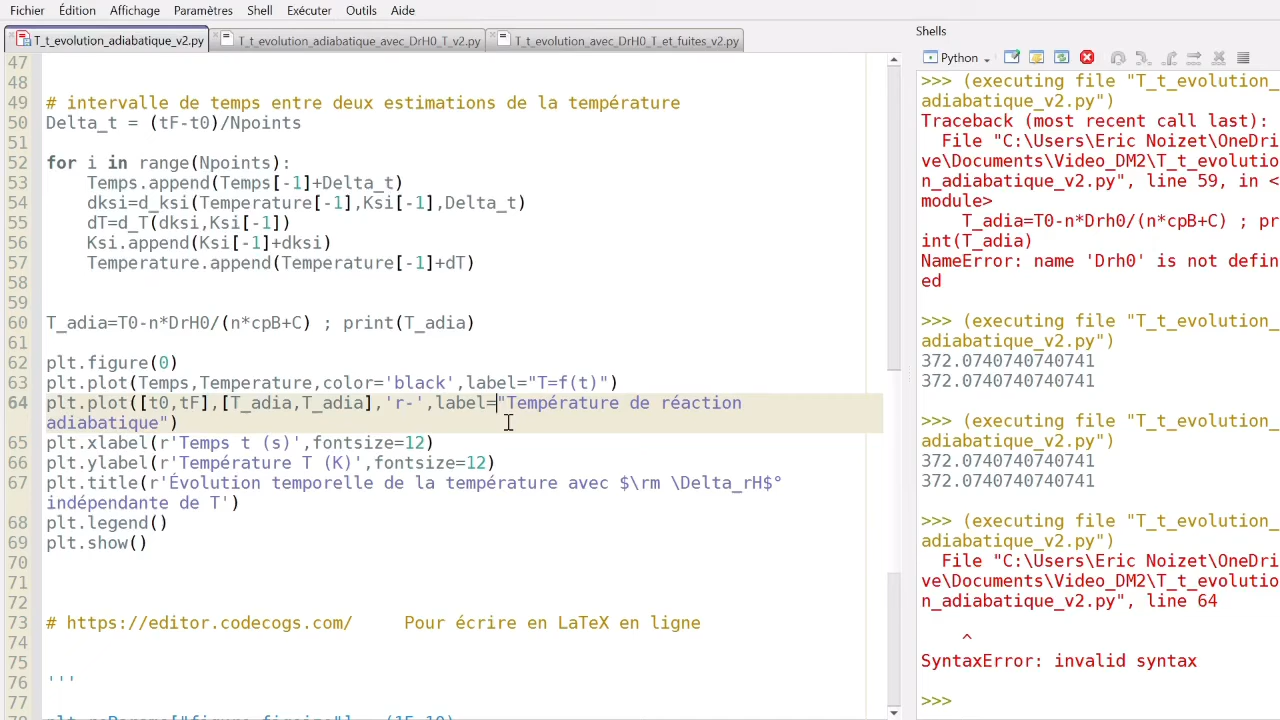 Fichier Édition Affichage Paramètres Shell Exécuter Outils Aide
T_t_evolution_adiabatique_v2.py T_t_evolution_adiabatique_avec_DrH0_T_v2.py T_t_evolution_avec_DrH0_T_et_fuites_v2.py
47
48
49 # intervalle de temps entre deux estimations de la température
50 Delta_t = (tF-t0)/Npoints
51
52 for i in range(Npoints):
53 Temps.append(Temps[-1]+Delta_t)
54 dksi=d_ksi(Temperature[-1],Ksi[-1],Delta_t)
55 dT=d_T(dksi,Ksi[-1])
56 Ksi.append(Ksi[-1]+dksi)
57 Temperature.append(Temperature[-1]+dT)
58
59
60 T_adia=T0-n*DrH0/(n*cpB+C) ; print(T_adia)
61
62 plt.figure(0)
63 plt.plot(Temps,Temperature,color='black',label="T=f(t)")
64 plt.plot([t0,tF],[T_adia,T_adia],'r-',label="Température de réaction
adiabatique")
65 plt.xlabel(r'Temps t (s)',fontsize=12)
66 plt.ylabel(r'Température T (K)',fontsize=12)
67 plt.title(r'Évolution temporelle de la température avec $\rm \Delta_rH$°
indépendante de T')
68 plt.legend()
69 plt.show()
70
71
72
73 # https://editor.codecogs.com/ Pour écrire en LaTeX en ligne
74
75
76 '''
77
Shells
Python
>>> (executing file "T_t_evolution_
adiabatique_v2.py")
Traceback (most recent call last):
File "C:\Users\Eric Noizet\OneDri
ve\Documents\Video_DM2\T_t_evolutio
n_adiabatique_v2.py", line 59, in <
module>
T_adia=T0-n*Drh0/(n*cpB+C) ; pr
int(T_adia)
NameError: name 'Drh0' is not defin
ed
>>> (executing file "T_t_evolution_
adiabatique_v2.py")
372.0740740740741
372.0740740740741
>>> (executing file "T_t_evolution_
adiabatique_v2.py")
372.0740740740741
372.0740740740741
>>> (executing file "T_t_evolution_
adiabatique_v2.py")
File "C:\Users\Eric Noizet\OneDri
ve\Documents\Video_DM2\T_t_evolutio
n_adiabatique_v2.py", line 64
^
SyntaxError: invalid syntax
>>>